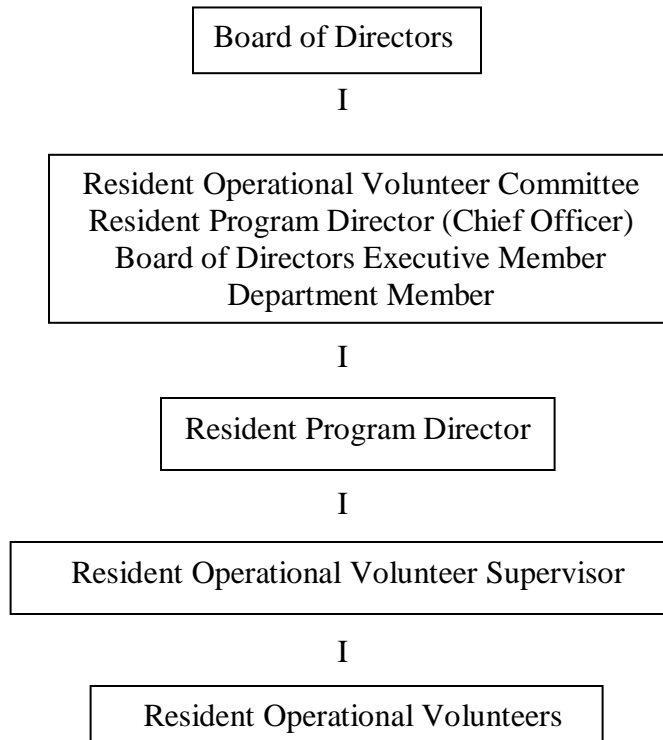 Board of Directors
I
Resident Operational Volunteer Committee
Resident Program Director (Chief Officer)
Board of Directors Executive Member
Department Member
I
Resident Program Director
I
Resident Operational Volunteer Supervisor
I
Resident Operational Volunteers